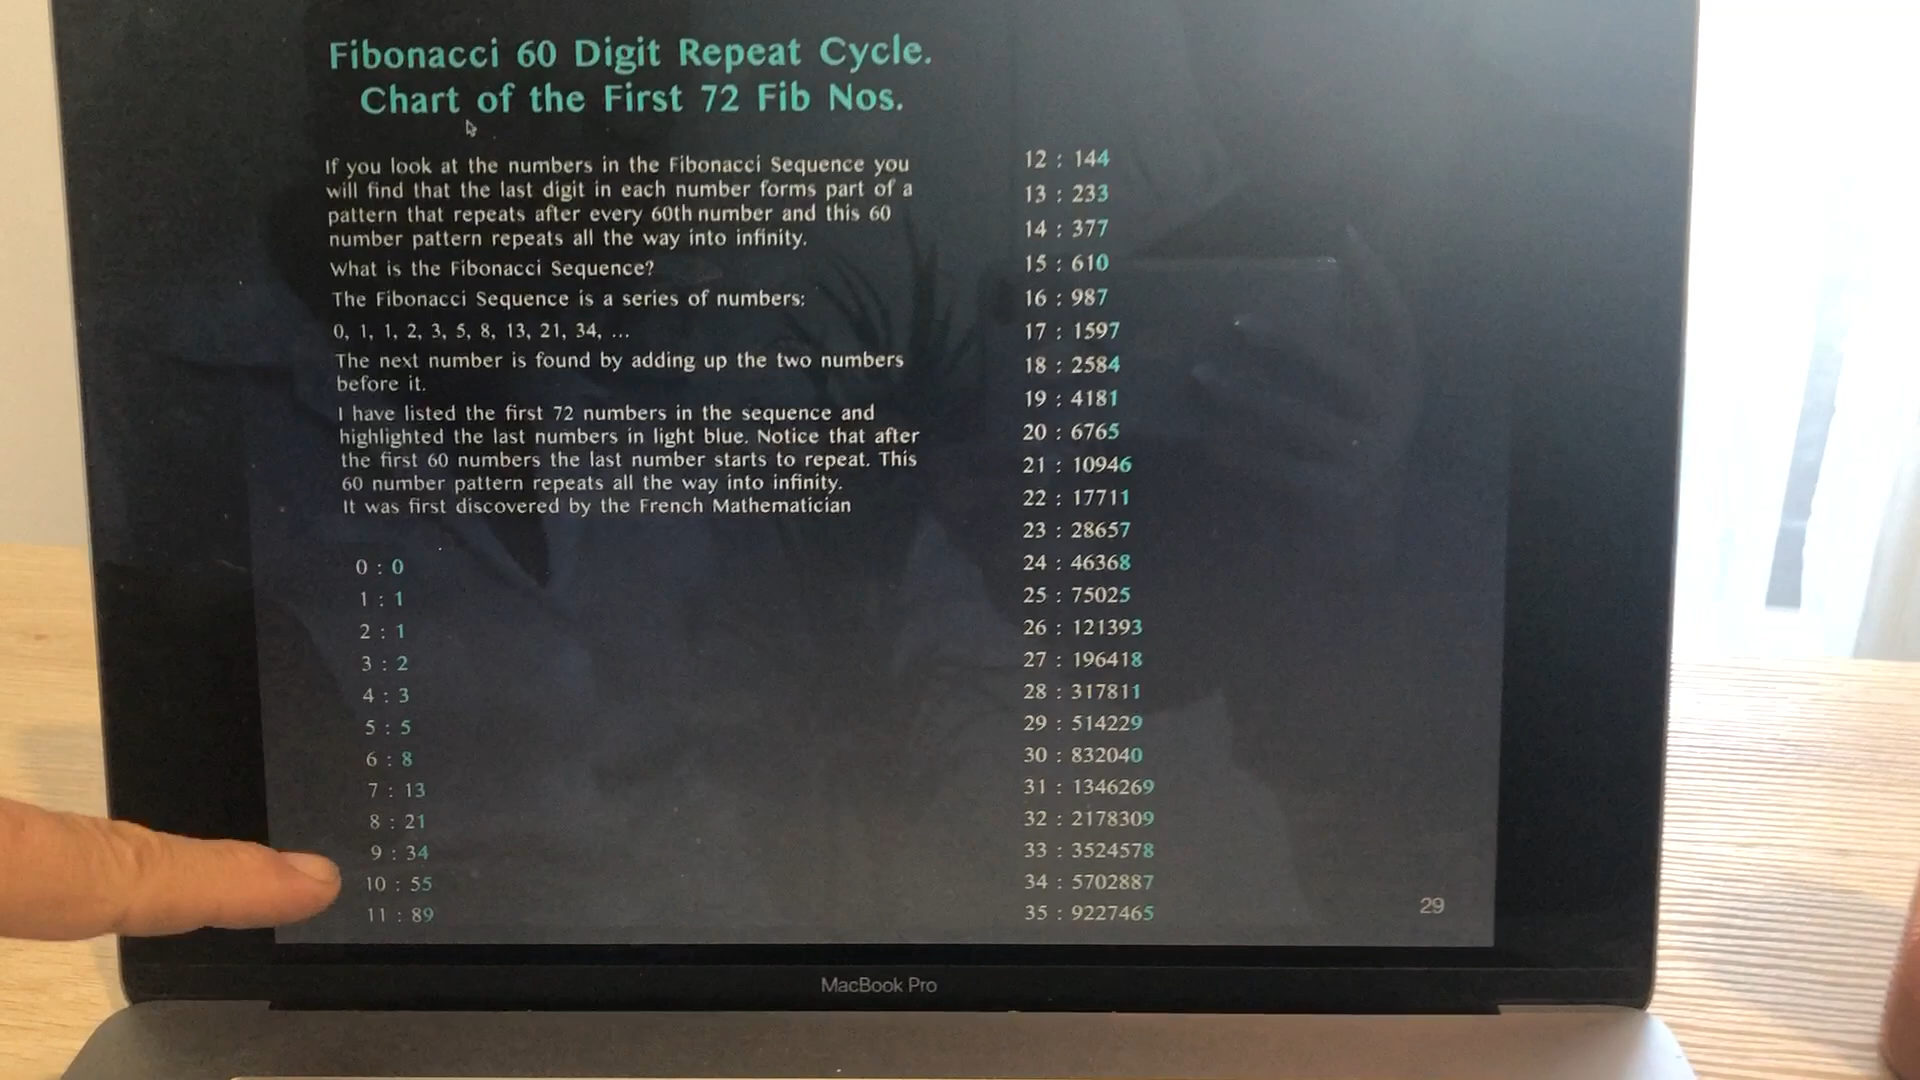 Fibonacci 60 Digit Repeat Cycle.
Chart of the First 72 Fib Nos.
If you look at the numbers in the Fibonacci Sequence you
will find that the last digit in each number forms part of a
pattern that repeats after every 60th number and this 60
number pattern repeats all the way into infinity.
What is the Fibonacci Sequence?
The Fibonacci Sequence is a series of numbers:
0, 1, 1, 2, 3, 5, 8, 13, 21, 34, ...
The next number is found by adding up the two numbers
before it.
I have listed the first 72 numbers in the sequence and
highlighted the last numbers in light blue. Notice that after
the first 60 numbers the last number starts to repeat. This
60 number pattern repeats all the way into infinity.
It was first discovered by the French Mathematician
0 : 0
1 : 1
2 : 1
3 : 2
4 : 3
5 : 5
6 : 8
7 : 13
8 : 21
9 : 34
10 : 55
11 : 89
12 : 144
13 : 233
14 : 377
15 : 610
16 : 987
17 : 1597
18 : 2584
19 : 4181
20 : 6765
21 : 10946
22 : 17711
23 : 28657
24 : 46368
25 : 75025
26 : 121393
27 : 196418
28 : 317811
29 : 514229
30 : 832040
31 : 1346269
32 : 2178309
33 : 3524578
34 : 5702887
35 : 9227465
29
MacBook Pro